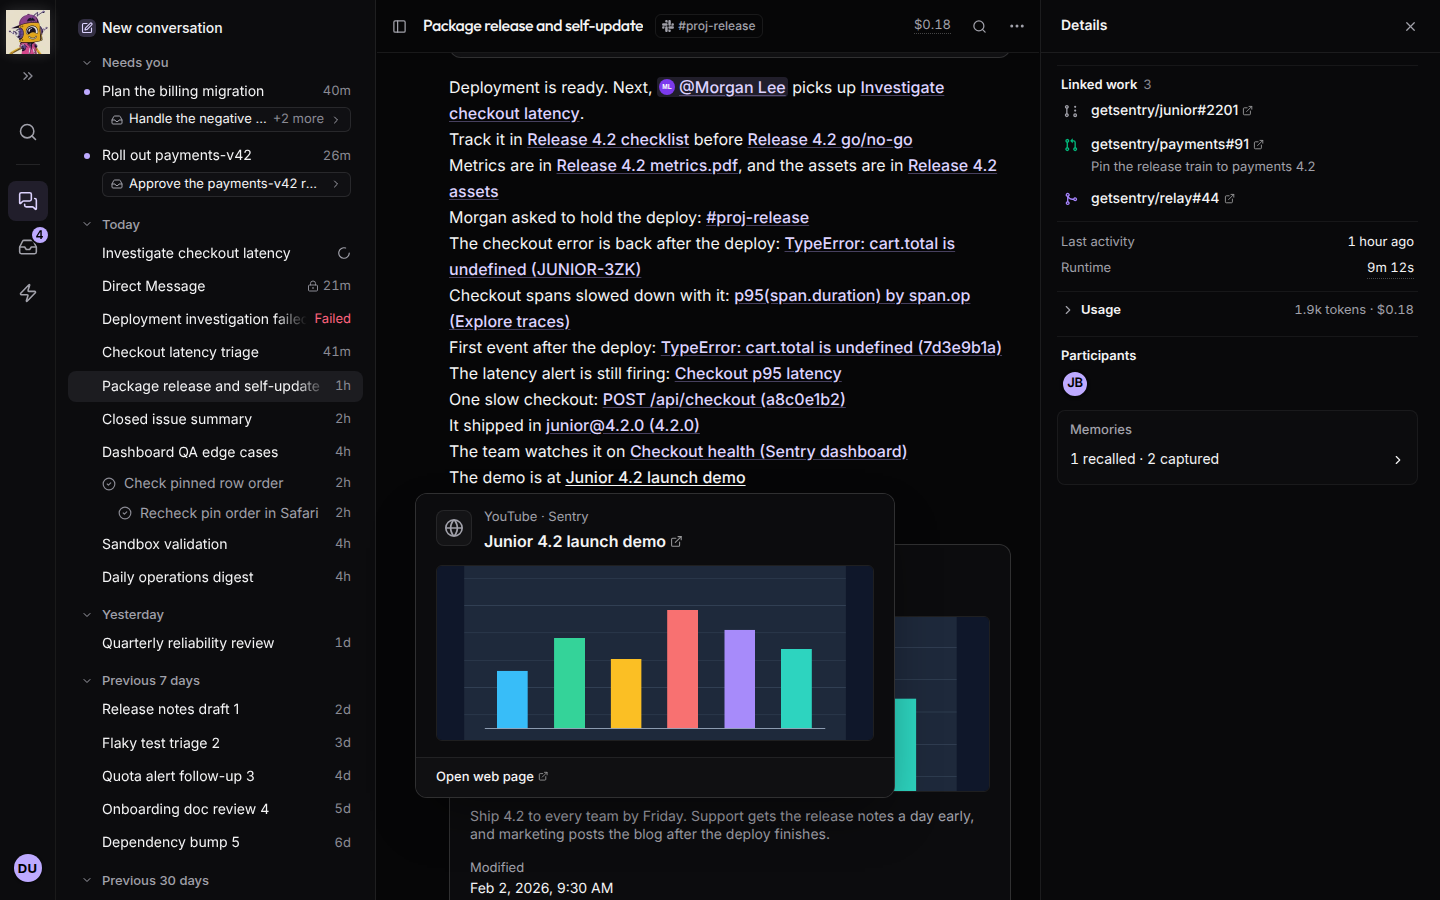 New conversation
Needs you
Plan the billing migration 40m
Handle the negative ... +2 more
Roll out payments-v42 26m
Approve the payments-v42 r...
Today
Investigate checkout latency
Direct Message 21m
Deployment investigation failed Failed
Checkout latency triage 41m
Package release and self-update 1h
Closed issue summary 2h
Dashboard QA edge cases 4h
Check pinned row order 2h
Recheck pin order in Safari 2h
Sandbox validation 4h
Daily operations digest 4h
Yesterday
Quarterly reliability review 1d
Previous 7 days
Release notes draft 1 2d
Flaky test triage 2 3d
Quota alert follow-up 3 4d
Onboarding doc review 4 5d
Dependency bump 5 6d
Previous 30 days
4
DU
Package release and self-update #proj-release $0.18
Deployment is ready. Next, ML @Morgan Lee picks up Investigate
checkout latency.
Track it in Release 4.2 checklist before Release 4.2 go/no-go
Metrics are in Release 4.2 metrics.pdf, and the assets are in Release 4.2
assets
Morgan asked to hold the deploy: #proj-release
The checkout error is back after the deploy: TypeError: cart.total is
undefined (JUNIOR-3ZK)
Checkout spans slowed down with it: p95(span.duration) by span.op
(Explore traces)
First event after the deploy: TypeError: cart.total is undefined (7d3e9b1a)
The latency alert is still firing: Checkout p95 latency
One slow checkout: POST /api/checkout (a8c0e1b2)
It shipped in junior@4.2.0 (4.2.0)
The team watches it on Checkout health (Sentry dashboard)
The demo is at Junior 4.2 launch demo
YouTube · Sentry
Junior 4.2 launch demo
Open web page
Ship 4.2 to every team by Friday. Support gets the release notes a day early,
and marketing posts the blog after the deploy finishes.
Modified
Feb 2, 2026, 9:30 AM
Details
Linked work 3
getsentry/junior#2201
getsentry/payments#91
Pin the release train to payments 4.2
getsentry/relay#44
Last activity 1 hour ago
Runtime 9m 12s
Usage 1.9k tokens · $0.18
Participants
JB
Memories
1 recalled · 2 captured